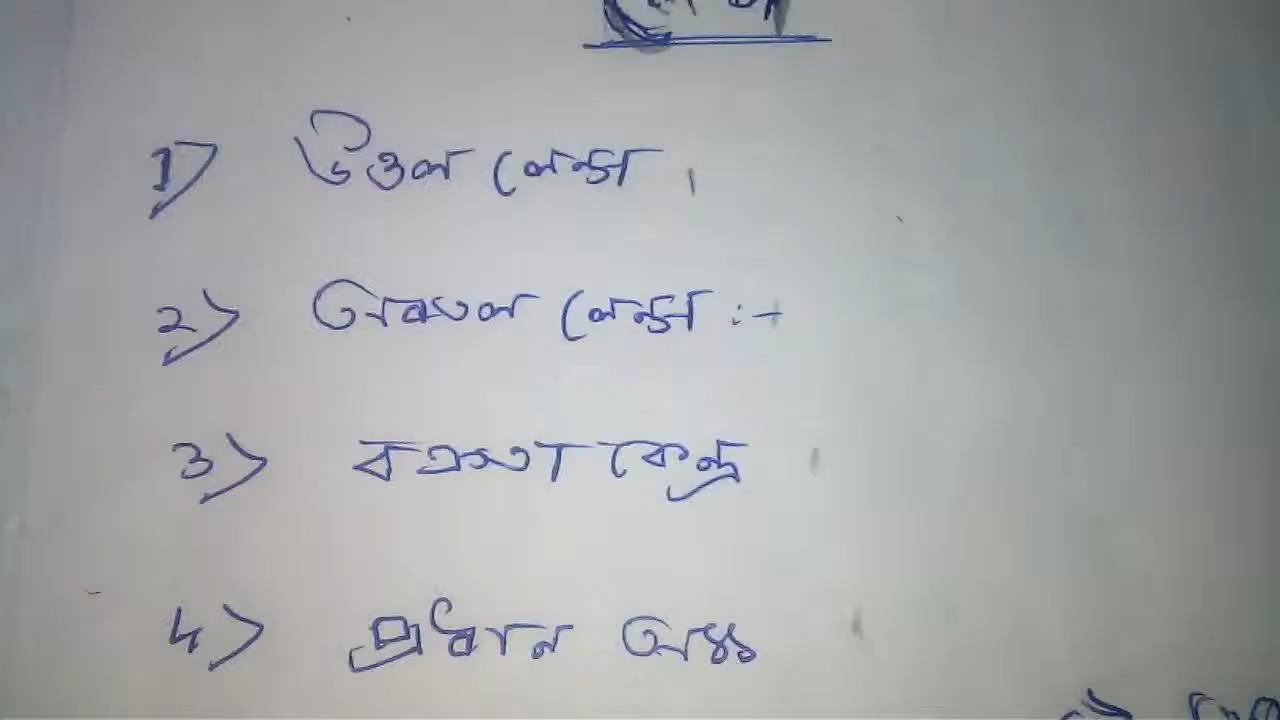 1) উত্তল লেন্স ।
2) অবতল লেন্স :-
3) বক্রতা কেন্দ্র ।
4) প্রধান অক্ষ ।